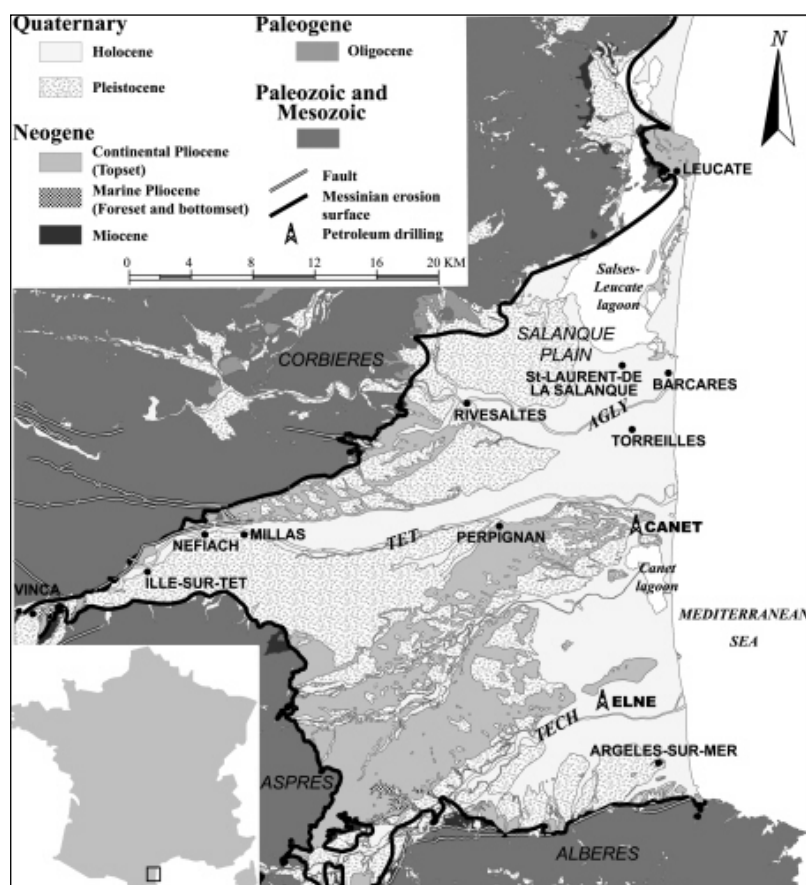 Quaternary
Holocene
Pleistocene
Neogene
Continental Pliocene
(Topset)
Marine Pliocene
(Foreset and bottomset)
Miocene
Paleogene
Oligocene
Paleozoic and
Mesozoic
Fault
Messinian erosion
surface
Petroleum drilling
0 4 8 12 16 20 KM
N
LEUCATE
Salses-
Leucate
lagoon
CORBIERES
SALANQUE
PLAIN
St-LAURENT-DE
LA SALANQUE
BARCARES
RIVESALTES
AGLY
TORREILLES
NEFIACH
MILLAS
TET
PERPIGNAN
CANET
VINCA
ILLE-SUR-TET
Canet
lagoon
MEDITERRANEAN
SEA
ELNE
TECH
ARGELES-SUR-MER
ASPRES
ALBERES